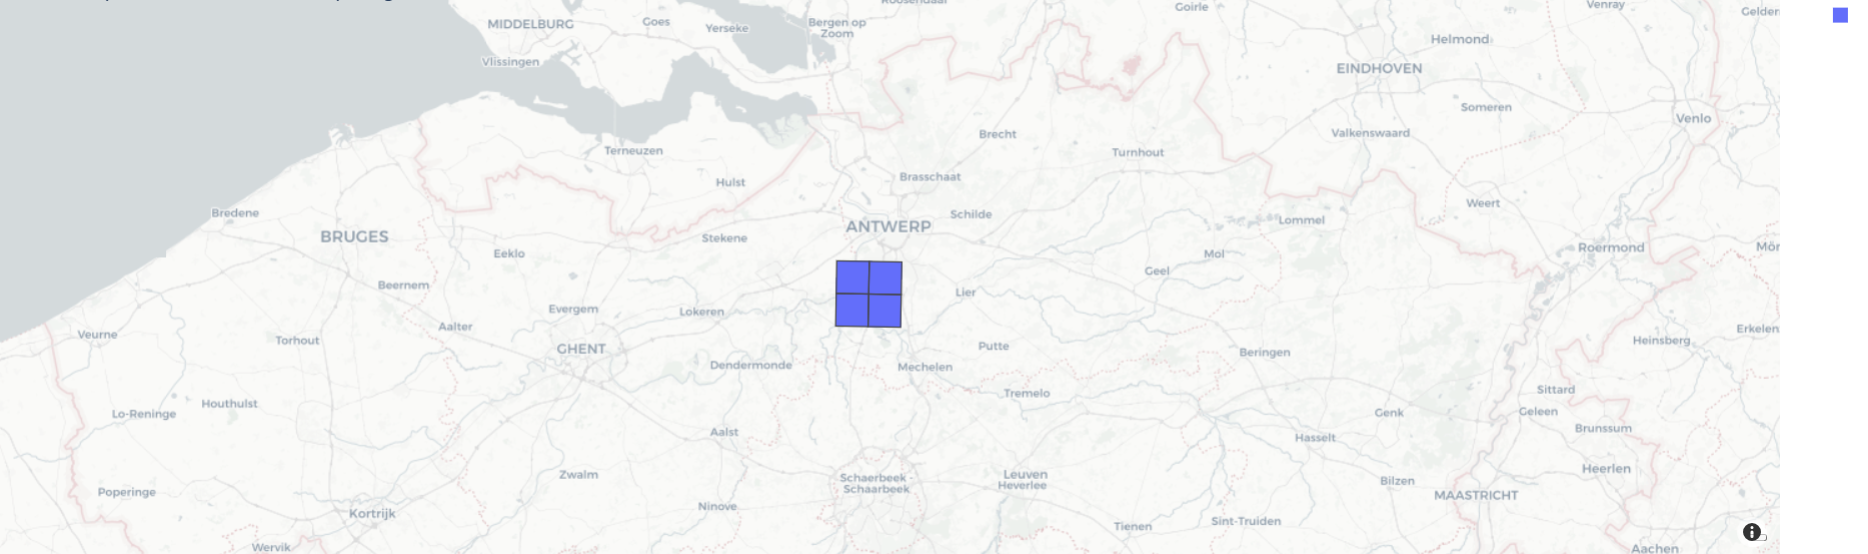 MIDDELBURG
Goes
Yerseke
Bergen op
Zoom
Roosendaal
Goirle
Venray
Vlissingen
Helmond
EINDHOVEN
Someren
Venlo
Brecht
Valkenswaard
Terneuzen
Turnhout
Hulst
Brasschaat
Weert
Bredene
Schilde
Lommel
BRUGES
ANTWERP
Stekene
Roermond
Eeklo
Mol
Geel
Beernem
Lier
Evergem
Lokeren
Aalter
Veurne
Torhout
Erkelen
Heinsberg
GHENT
Putte
Beringen
Dendermonde
Mechelen
Tremelo
Sittard
Houthulst
Lo-Reninge
Genk
Geleen
Brunssum
Aalst
Hasselt
Zwalm
Schaerbeek -
Schaarbeek
Leuven
Heverlee
Heerlen
Bilzen
Poperinge
MAASTRICHT
Ninove
Kortrijk
Tienen
Sint-Truiden
Wervik
Aachen